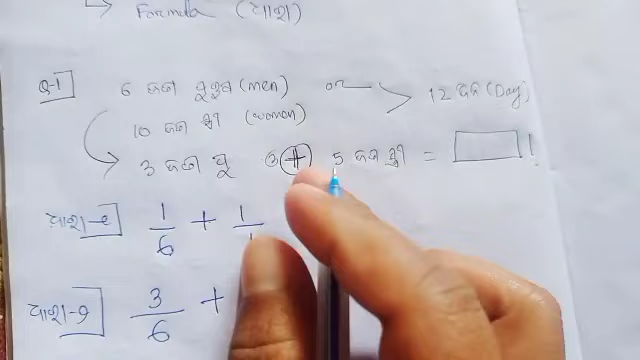 Formula (ଯାଞ୍ଚ)
Q-1 6 ଜଣ ପୁରୁଷ (men) or 12 ଦିନ (Day)
10 ଜଣ ସ୍ତ୍ରୀ (women)
3 ଜଣ ପୁ ଓ + 5 ଜଣ ସ୍ତ୍ରୀ = !
1/6 + 1/
3/6 +